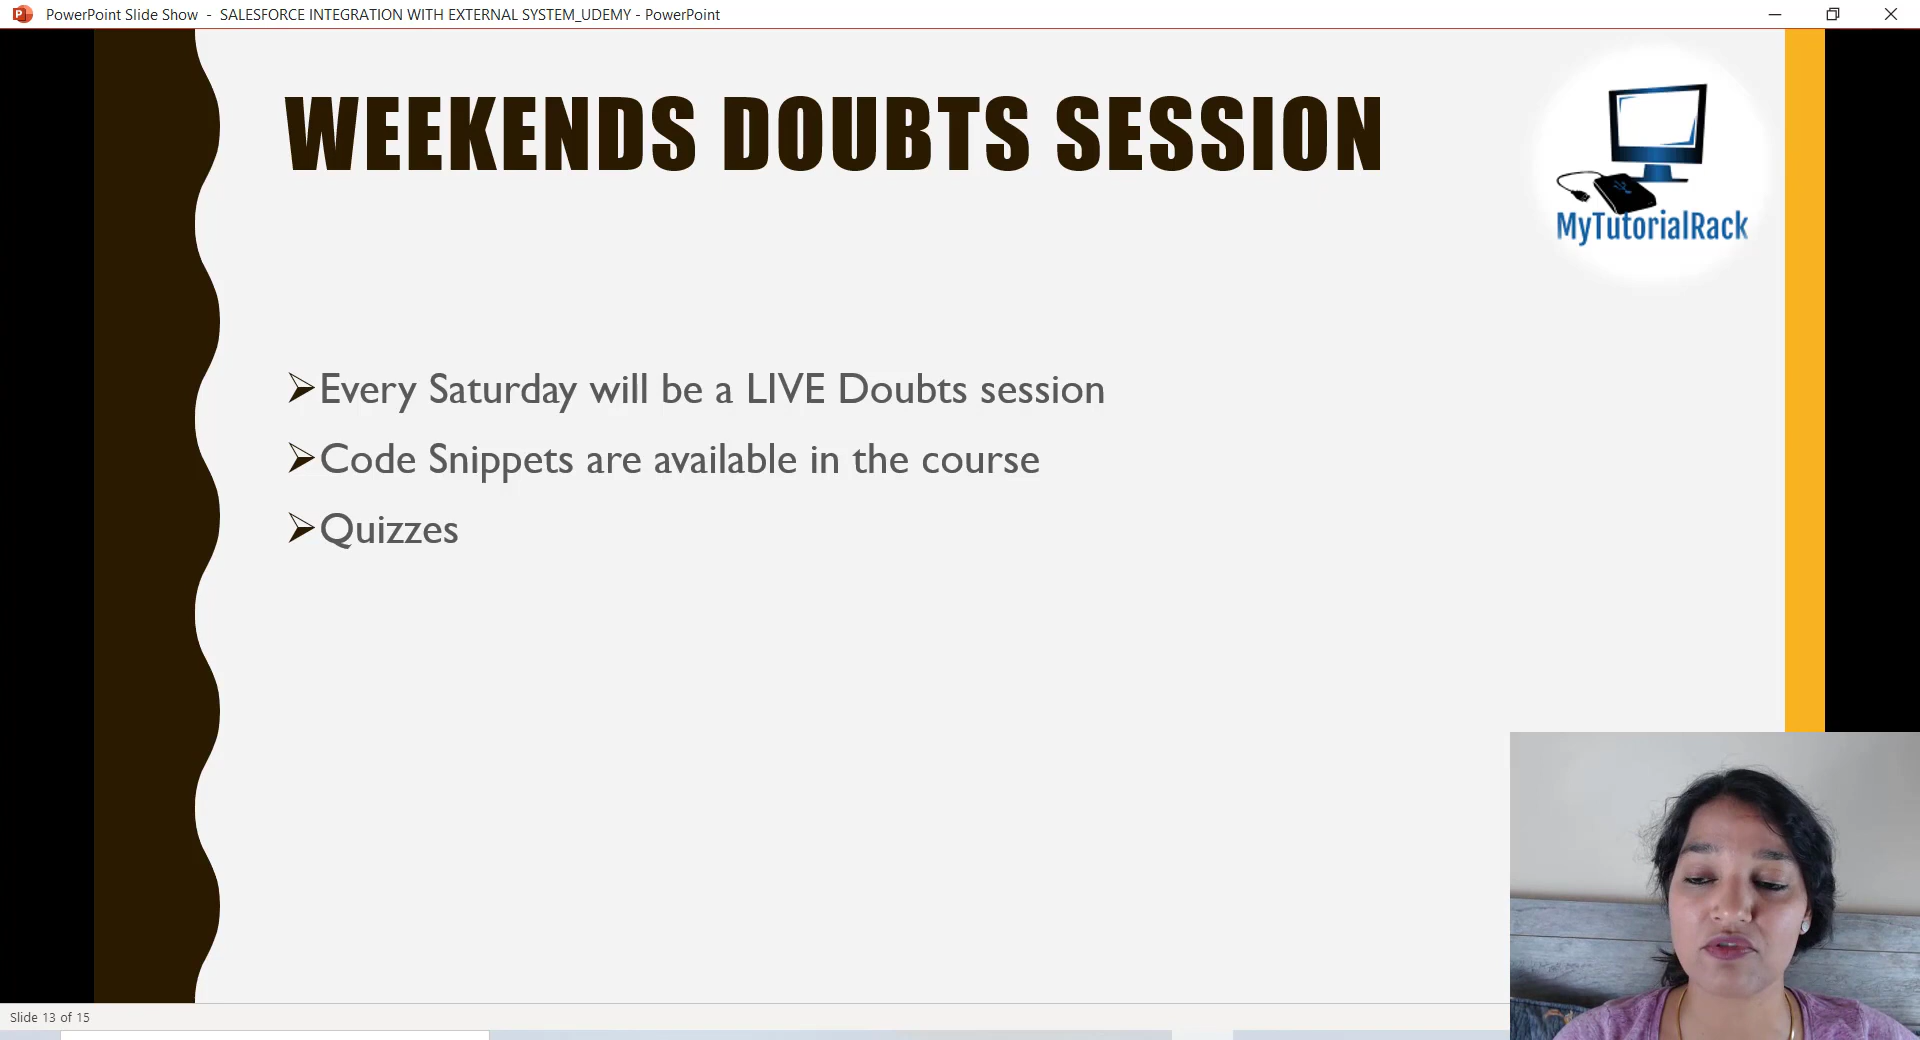 PowerPoint Slide Show - SALESFORCE INTEGRATION WITH EXTERNAL SYSTEM_UDEMY - PowerPoint
WEEKENDS DOUBTS SESSION
MyTutorialRack
Every Saturday will be a LIVE Doubts session
Code Snippets are available in the course
Quizzes
Slide 13 of 15